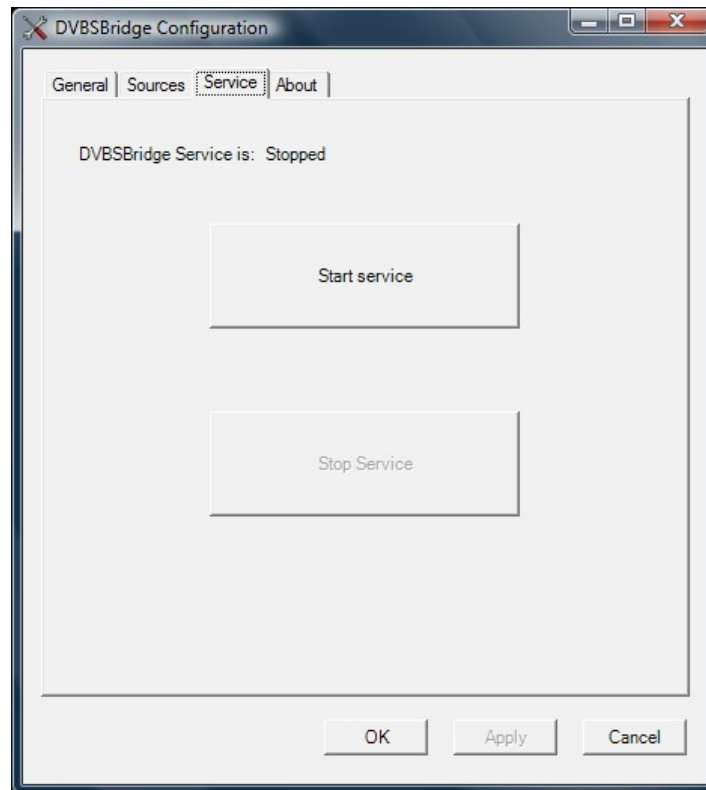 DVBSBridge Configuration
General Sources Service About
DVBSBridge Service is: Stopped
Start service
Stop Service
OK Apply Cancel